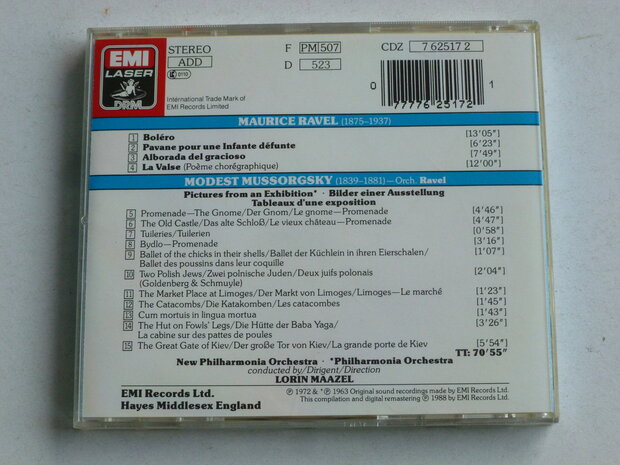 EMI
LASER
DRM
STEREO
ADD
0110
F PM 507
D 523
CDZ 7 62517 2
International Trade Mark of
EMI Records Limited
0 77776 25172 1
MAURICE RAVEL (1875–1937)
1 Boléro [13'05"]
2 Pavane pour une Infante défunte [6'23"]
3 Alborada del gracioso [7'49"]
4 La Valse (Poème chorégraphique) [12'00"]
MODEST MUSSORGSKY (1839–1881)—Orch. Ravel
Pictures from an Exhibition* · Bilder einer Ausstellung
Tableaux d'une exposition
5 Promenade—The Gnome/Der Gnom/Le gnome—Promenade [4'46"]
6 The Old Castle/Das alte Schloß/Le vieux château—Promenade [4'47"]
7 Tuileries/Tuilerien [0'58"]
8 Bydlo—Promenade [3'16"]
9 Ballet of the chicks in their shells/Ballet der Küchlein in ihren Eierschalen/ [1'07"]
Ballet des poussins dans leur coquille
10 Two Polish Jews/Zwei polnische Juden/Deux juifs polonais [2'04"]
(Goldenberg & Schmuyle)
11 The Market Place at Limoges/Der Markt von Limoges/Limoges—Le marché [1'23"]
12 The Catacombs/Die Katakomben/Les catacombes [1'45"]
13 Cum mortuis in lingua mortua [1'43"]
14 The Hut on Fowls' Legs/Die Hütte der Baba Yaga/ [3'26"]
La cabine sur des pattes de poules
15 The Great Gate of Kiev/Der große Tor von Kiev/La grande porte de Kiev [5'54"]
TT: 70'55"
New Philharmonia Orchestra · *Philharmonia Orchestra
conducted by/Dirigent/Direction
LORIN MAAZEL
EMI Records Ltd.
Hayes Middlesex England
℗ 1972 & *℗ 1963 Original sound recordings made by EMI Records Ltd.
This compilation and digital remastering ℗ 1988 by EMI Records Ltd.